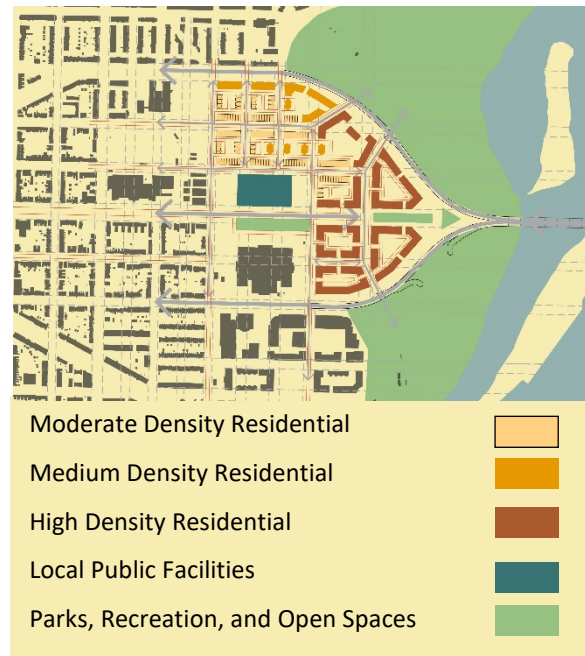 Moderate Density Residential
Medium Density Residential
High Density Residential
Local Public Facilities
Parks, Recreation, and Open Spaces